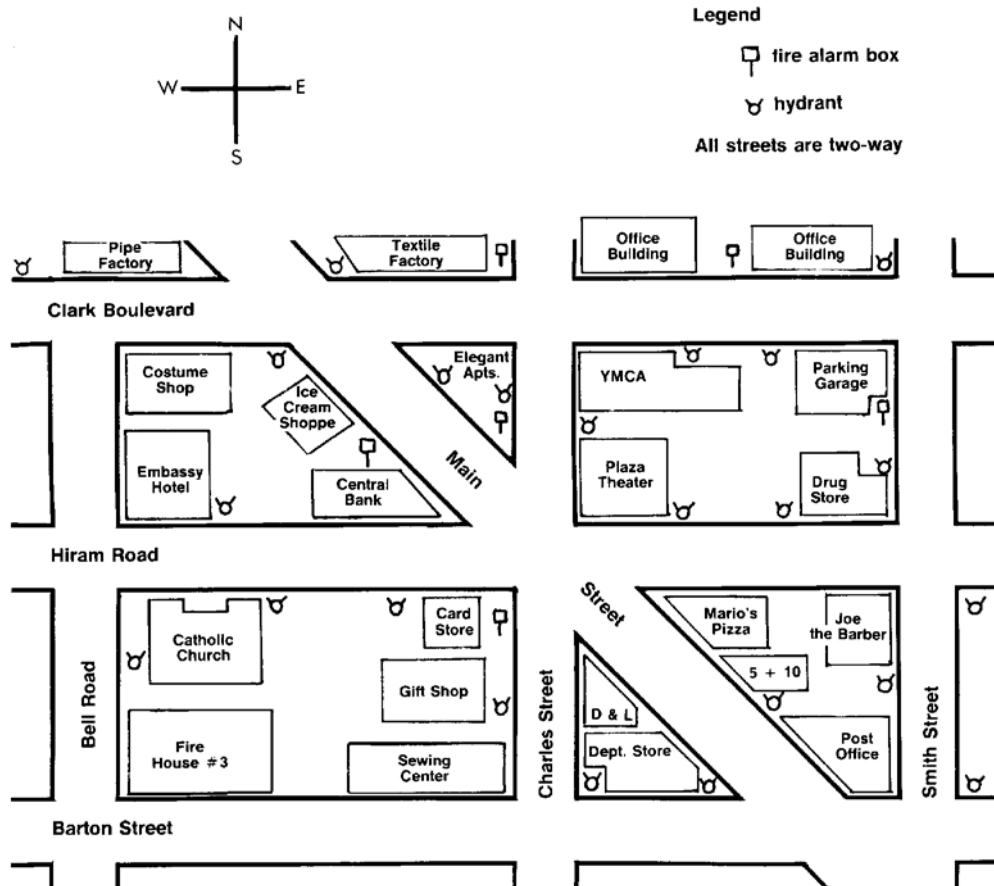 N
W E
S
Legend
fire alarm box
hydrant
All streets are two-way
Pipe
Factory
Textile
Factory
Office
Building
Office
Building
Clark Boulevard
Costume
Shop
Ice
Cream
Shoppe
Elegant
Apts.
YMCA
Parking
Garage
Embassy
Hotel
Central
Bank
Main
Plaza
Theater
Drug
Store
Hiram Road
Street
Catholic
Church
Card
Store
Mario's
Pizza
Joe
the Barber
5 + 10
Gift Shop
D & L
Bell Road
Charles Street
Smith Street
Fire
House #3
Sewing
Center
Dept. Store
Post
Office
Barton Street